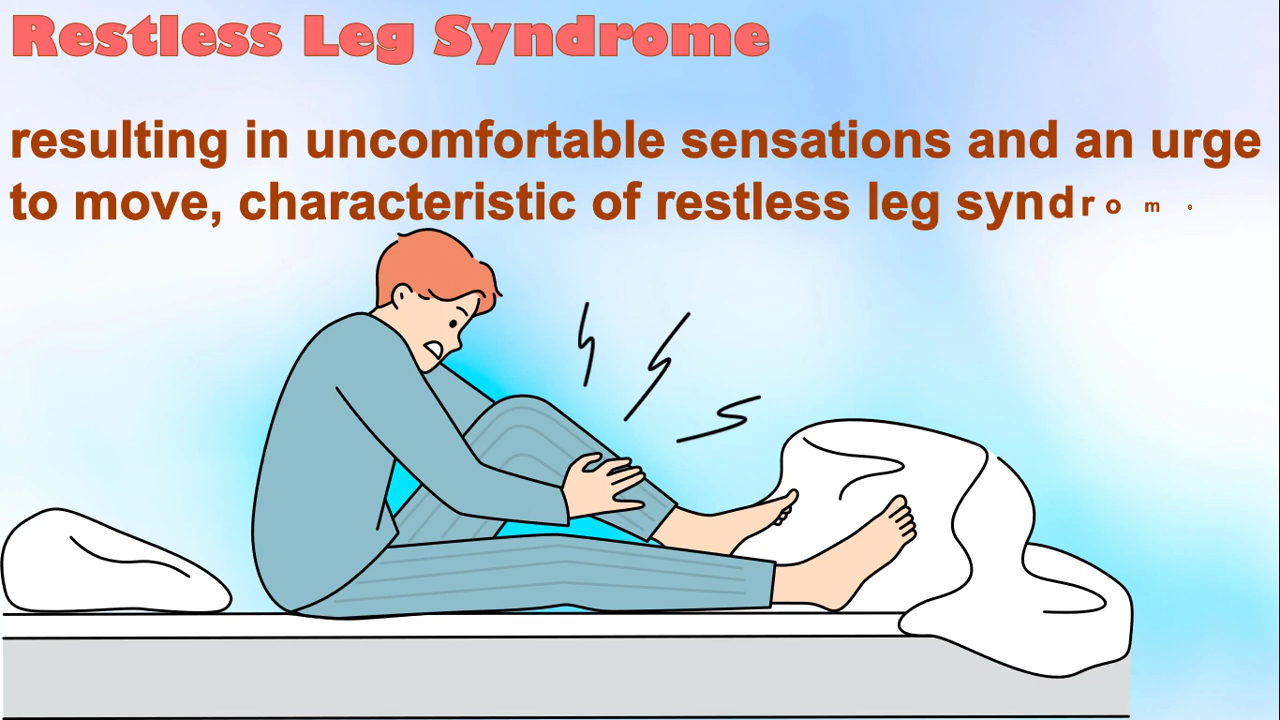 Restless Leg Syndrome
resulting in uncomfortable sensations and an urge
to move, characteristic of restless leg syndrome